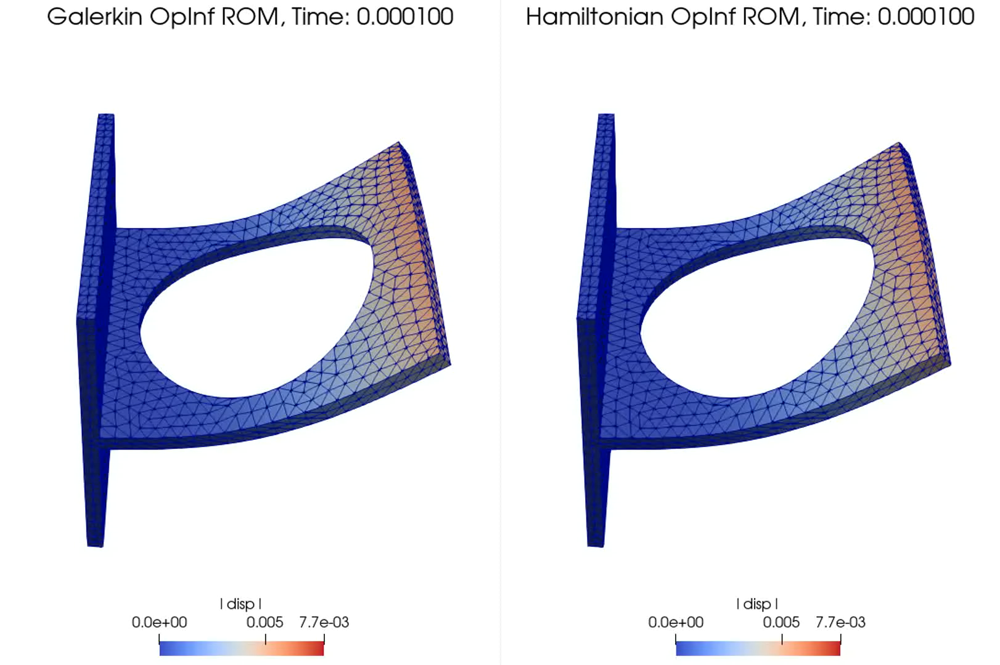 Galerkin OpInf ROM, Time: 0.000100
Hamiltonian OpInf ROM, Time: 0.000100
| disp |
0.0e+00 0.005 7.7e-03
| disp |
0.0e+00 0.005 7.7e-03